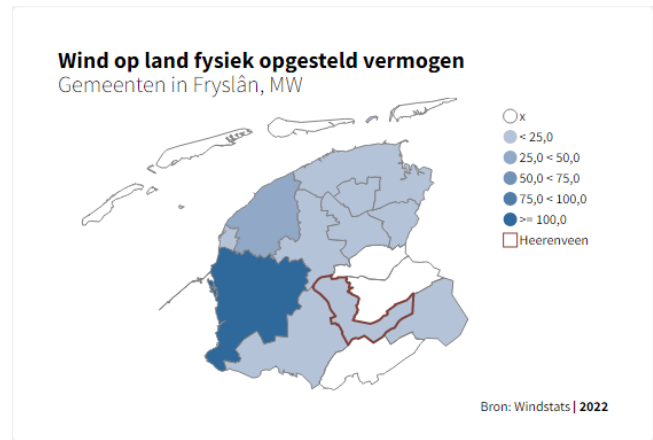 Wind op land fysiek opgesteld vermogen
Gemeenten in Fryslân, MW
x
< 25,0
25,0 < 50,0
50,0 < 75,0
75,0 < 100,0
>= 100,0
Heerenveen
Bron: Windstats | 2022